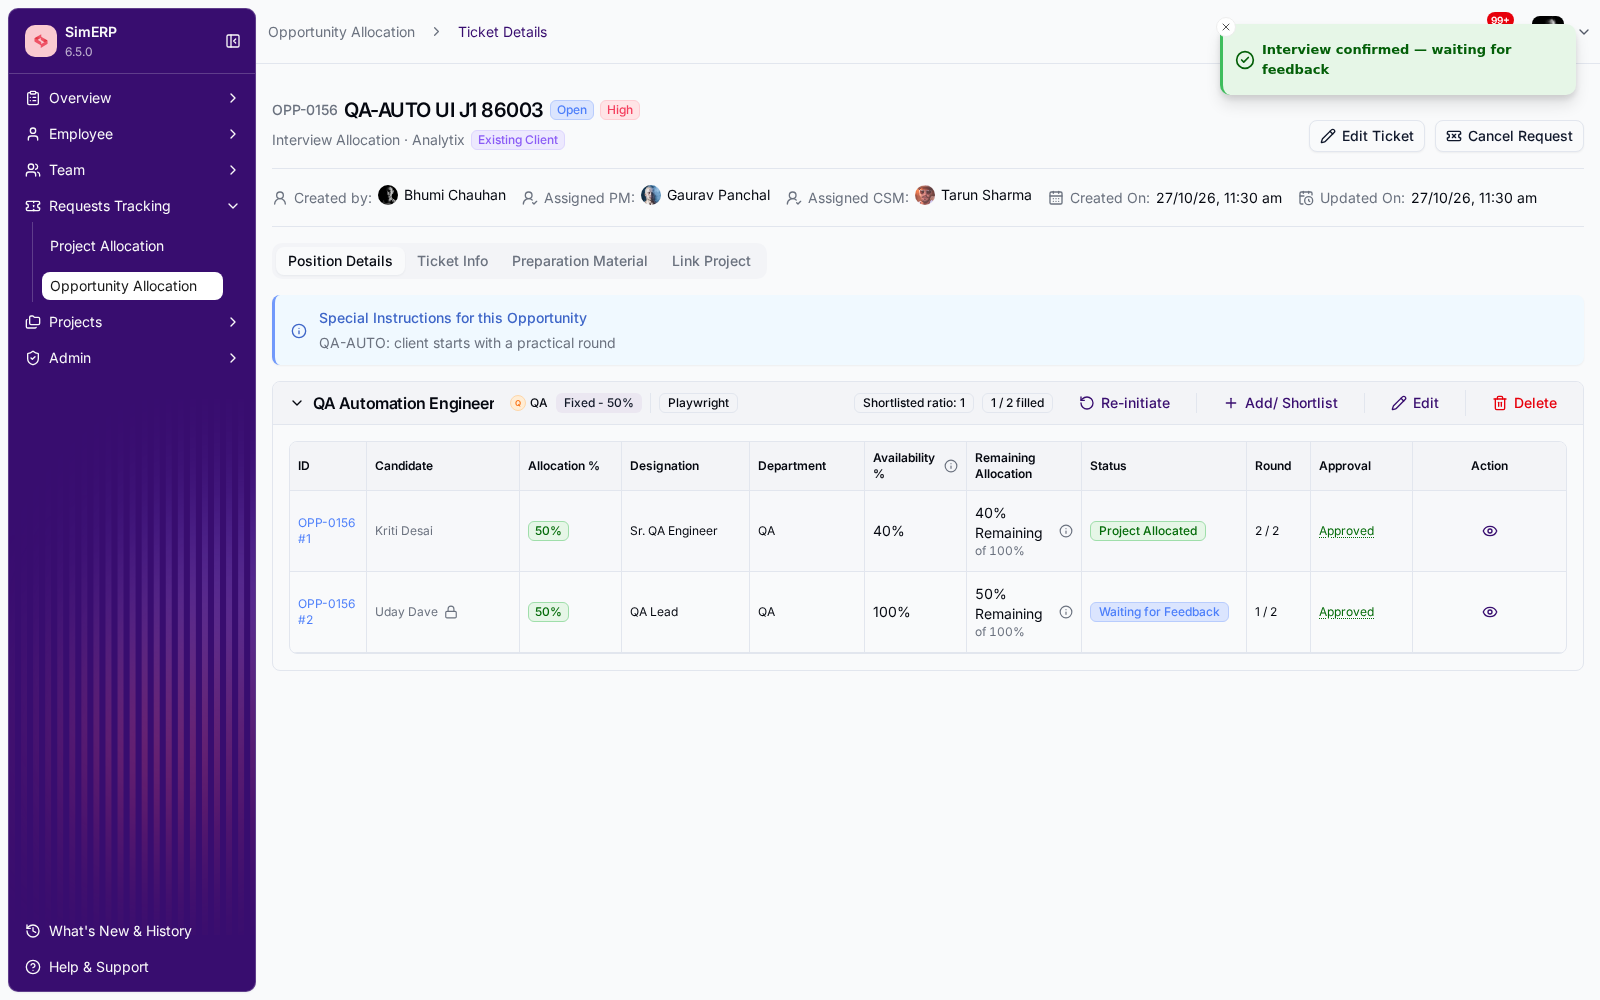 SimERP
6.5.0
Overview
Employee
Team
Requests Tracking
Project Allocation
Opportunity Allocation
Projects
Admin
What's New & History
Help & Support
Opportunity Allocation
Ticket Details
99+
Interview confirmed — waiting for
feedback
OPP-0156 QA-AUTO UI J1 86003 Open High
Interview Allocation · Analytix Existing Client
Edit Ticket
Cancel Request
Created by: Bhumi Chauhan
Assigned PM: Gaurav Panchal
Assigned CSM: Tarun Sharma
Created On: 27/10/26, 11:30 am
Updated On: 27/10/26, 11:30 am
Position Details
Ticket Info
Preparation Material
Link Project
Special Instructions for this Opportunity
QA-AUTO: client starts with a practical round
QA Automation Engineer
Q QA
Fixed - 50%
Playwright
Shortlisted ratio: 1
1 / 2 filled
Re-initiate
Add/ Shortlist
Edit
Delete
ID
Candidate
Allocation %
Designation
Department
Availability
%
Remaining
Allocation
Status
Round
Approval
Action
OPP-0156
#1
Kriti Desai
50%
Sr. QA Engineer
QA
40%
40%
Remaining
of 100%
Project Allocated
2 / 2
Approved
OPP-0156
#2
Uday Dave
50%
QA Lead
QA
100%
50%
Remaining
of 100%
Waiting for Feedback
1 / 2
Approved